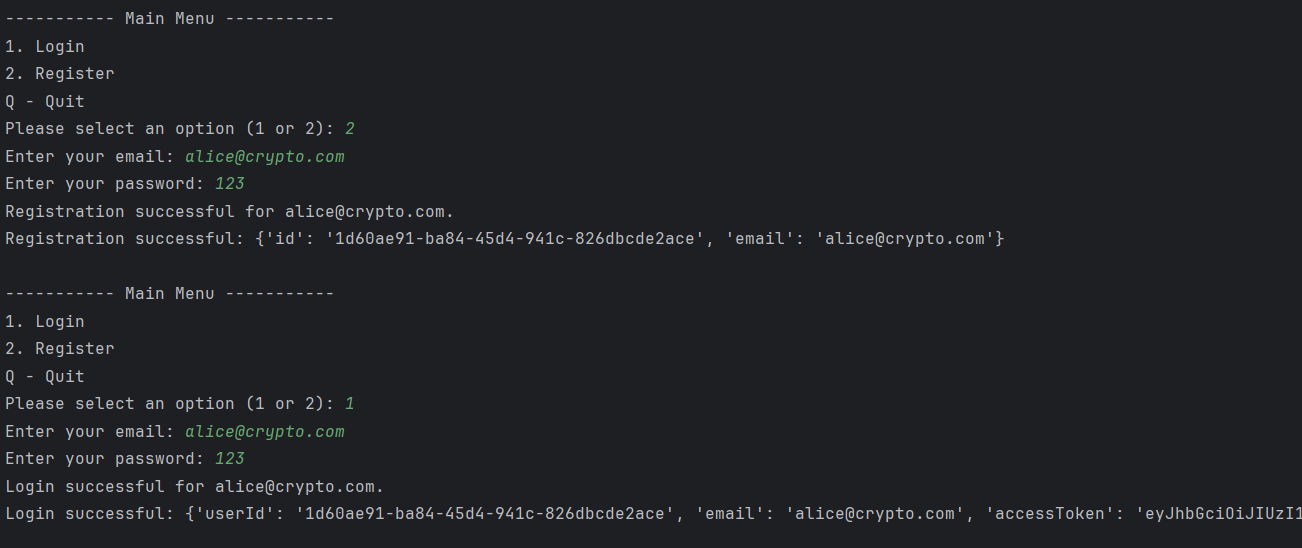 ----------- Main Menu -----------
1. Login
2. Register
Q - Quit
Please select an option (1 or 2): 2
Enter your email: alice@crypto.com
Enter your password: 123
Registration successful for alice@crypto.com.
Registration successful: {'id': '1d60ae91-ba84-45d4-941c-826dbcde2ace', 'email': 'alice@crypto.com'}
----------- Main Menu -----------
1. Login
2. Register
Q - Quit
Please select an option (1 or 2): 1
Enter your email: alice@crypto.com
Enter your password: 123
Login successful for alice@crypto.com.
Login successful: {'userId': '1d60ae91-ba84-45d4-941c-826dbcde2ace', 'email': 'alice@crypto.com', 'accessToken': 'eyJhbGciOiJIUzI1